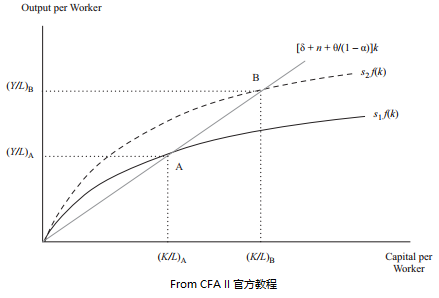 Output per Worker
[δ + n + θ/(1 – α)]k
B
s₂f(k)
(Y/L)B
s₁f(k)
(Y/L)A
A
(K/L)A
(K/L)B
Capital per
Worker
From CFA II 官方教程